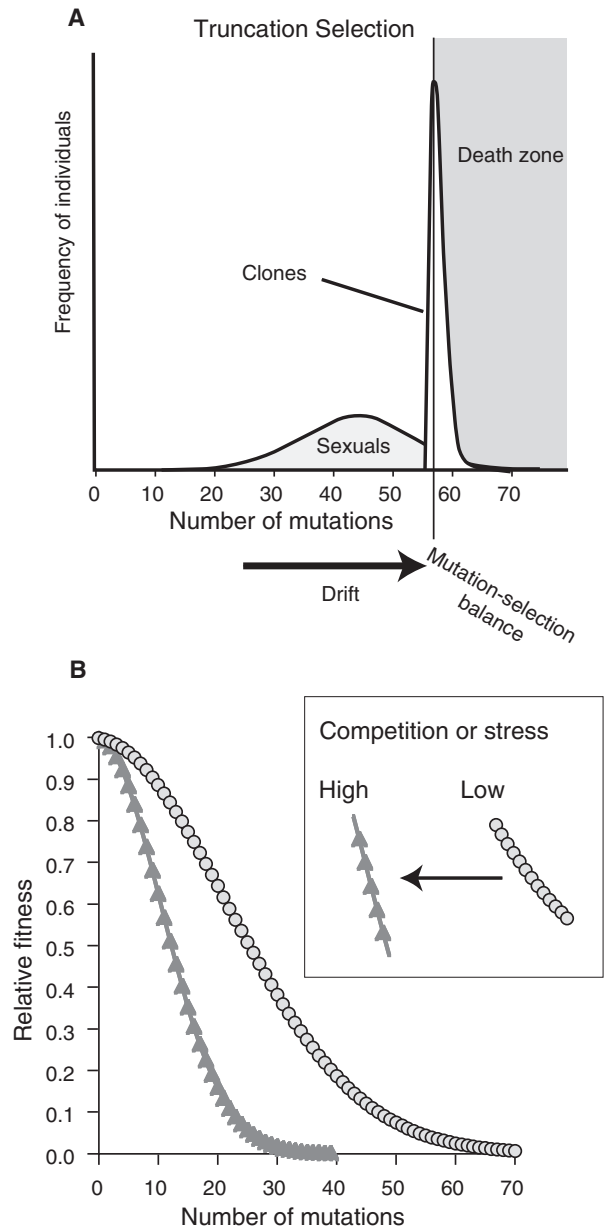 A
Truncation Selection
Frequency of individuals
Death zone
Clones
Sexuals
0 10 20 30 40 50 60 70
Number of mutations
Drift
Mutation-selection
balance
B
Competition or stress
High Low
Relative fitness
1.0
0.9
0.8
0.7
0.6
0.5
0.4
0.3
0.2
0.1
0.0
0 10 20 30 40 50 60 70
Number of mutations